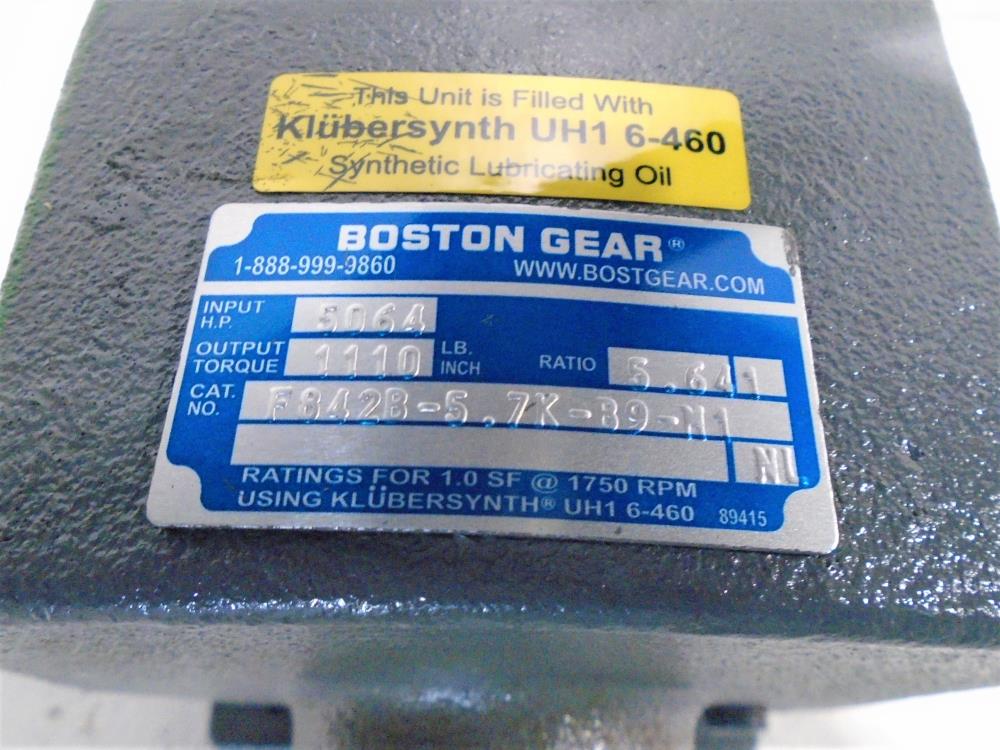 This Unit is Filled With
Klübersynth UH1 6-460
Synthetic Lubricating Oil
BOSTON GEAR®
1-888-999-9860 WWW.BOSTGEAR.COM
INPUT H.P. 5064
OUTPUT TORQUE 1110 LB. INCH RATIO 5.641
CAT. NO. F842B-5.7K-B9-M1
NL
RATINGS FOR 1.0 SF @ 1750 RPM
USING KLÜBERSYNTH® UH1 6-460 89415